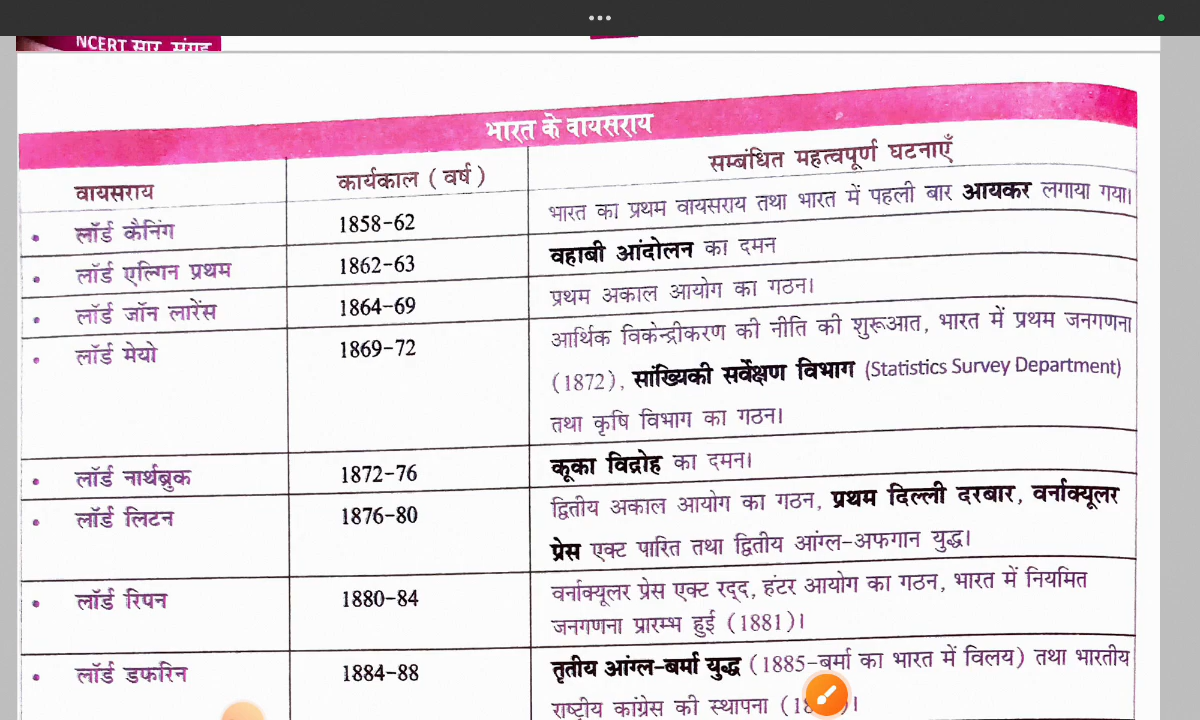 NCERT सार संग्रह
भारत के वायसराय
वायसराय कार्यकाल ( वर्ष ) सम्बंधित महत्वपूर्ण घटनाएँ
• लॉर्ड कैनिंग 1858-62 भारत का प्रथम वायसराय तथा भारत में पहली बार आयकर लगाया गया।
• लॉर्ड एल्गिन प्रथम 1862-63 वहाबी आंदोलन का दमन
• लॉर्ड जॉन लारेंस 1864-69 प्रथम अकाल आयोग का गठन।
• लॉर्ड मेयो 1869-72 आर्थिक विकेन्द्रीकरण की नीति की शुरूआत, भारत में प्रथम जनगणना
(1872), सांख्यिकी सर्वेक्षण विभाग (Statistics Survey Department)
तथा कृषि विभाग का गठन।
• लॉर्ड नार्थब्रुक 1872-76 कूका विद्रोह का दमन।
• लॉर्ड लिटन 1876-80 द्वितीय अकाल आयोग का गठन, प्रथम दिल्ली दरबार, वर्नाक्यूलर
प्रेस एक्ट पारित तथा द्वितीय आंग्ल-अफगान युद्ध।
• लॉर्ड रिपन 1880-84 वर्नाक्यूलर प्रेस एक्ट रद्द, हंटर आयोग का गठन, भारत में नियमित
जनगणना प्रारम्भ हुई (1881)।
• लॉर्ड डफरिन 1884-88 तृतीय आंग्ल-बर्मा युद्ध (1885-बर्मा का भारत में विलय) तथा भारतीय
राष्ट्रीय कांग्रेस की स्थापना